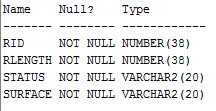 Name    Null?    Type
------- -------- ------------
RID     NOT NULL NUMBER(38)
RLENGTH NOT NULL NUMBER(38)
STATUS  NOT NULL VARCHAR2(20)
SURFACE NOT NULL VARCHAR2(20)